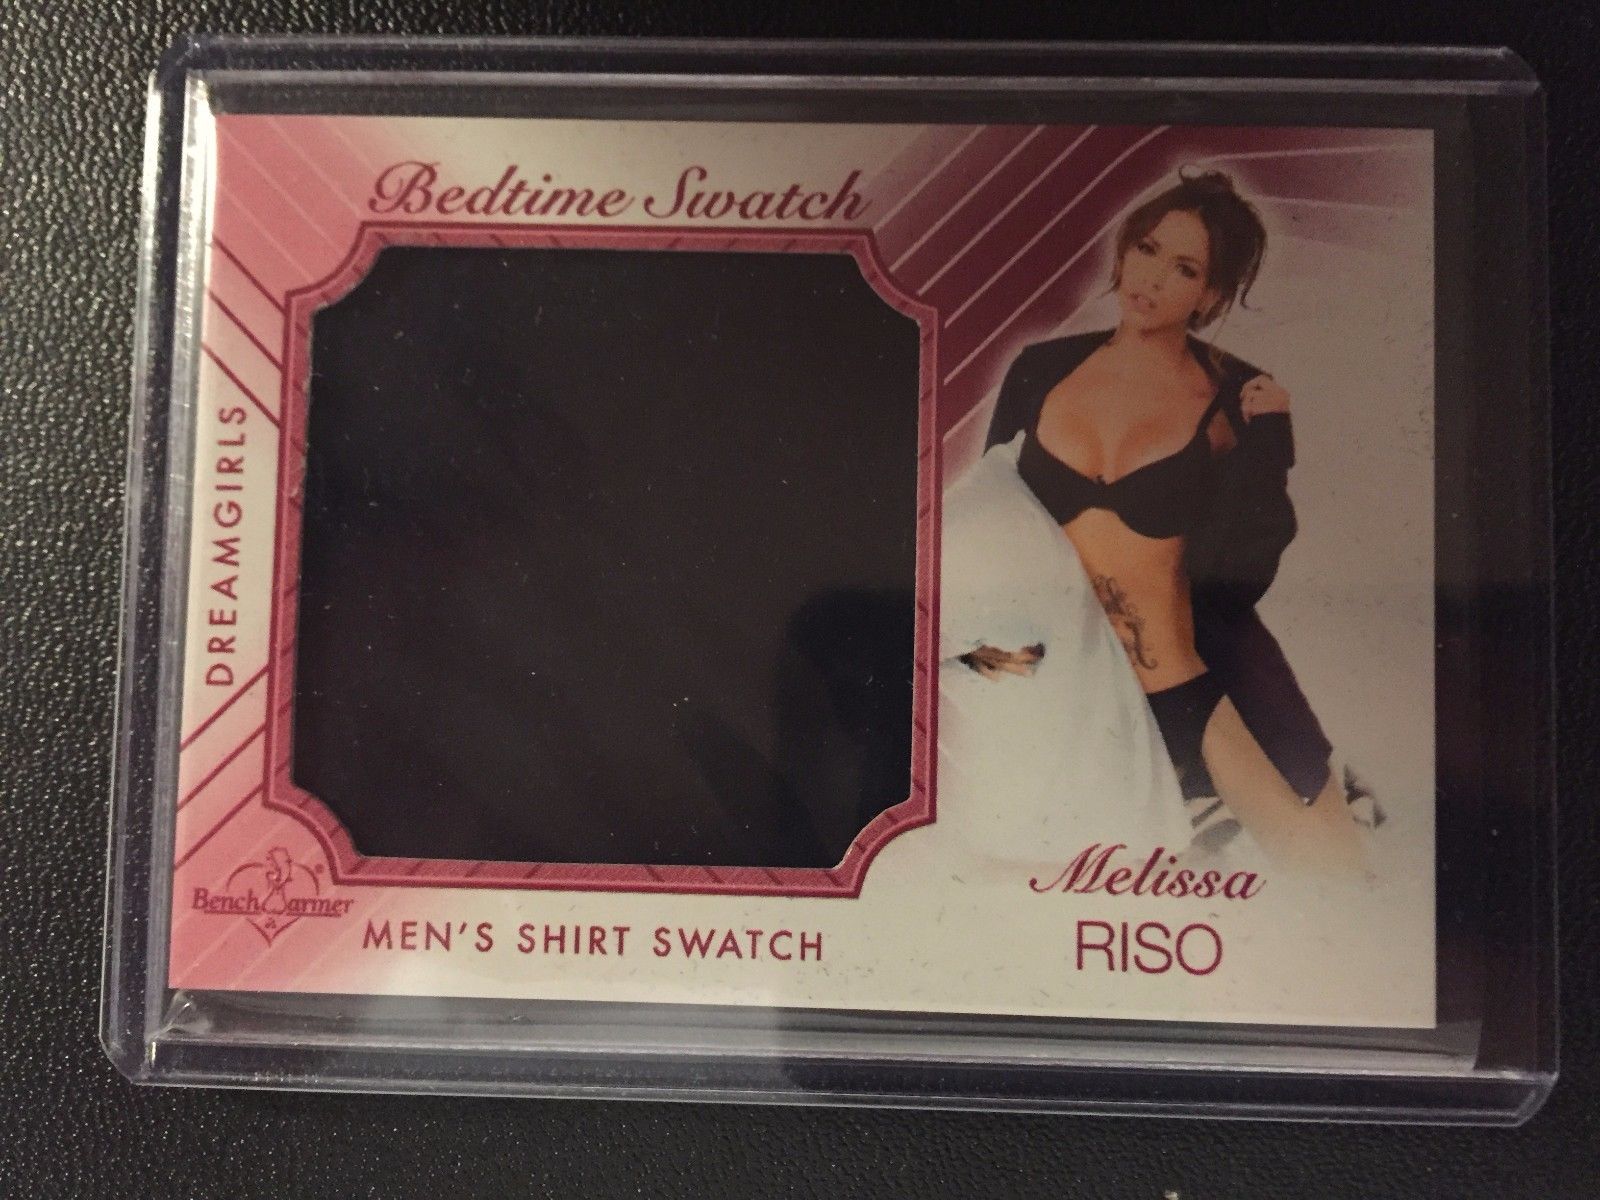 Bedtime Swatch
DREAMGIRLS
BenchWarmer ®
MEN'S SHIRT SWATCH
Melissa
RISO